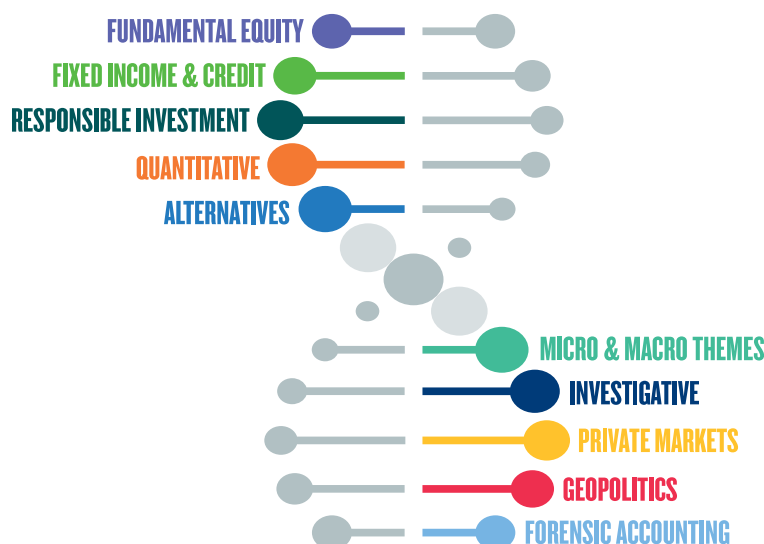 FUNDAMENTAL EQUITY
FIXED INCOME & CREDIT
RESPONSIBLE INVESTMENT
QUANTITATIVE
ALTERNATIVES
MICRO & MACRO THEMES
INVESTIGATIVE
PRIVATE MARKETS
GEOPOLITICS
FORENSIC ACCOUNTING